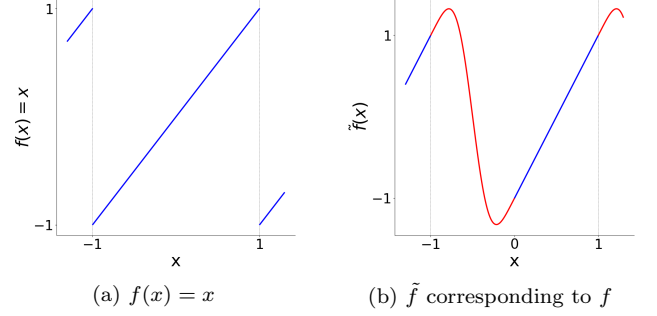 1
f(x) = x
−1
−1
1
x
(a) f(x) = x
1
f̃(x)
−1
−1
0
1
x
(b) f̃ corresponding to f